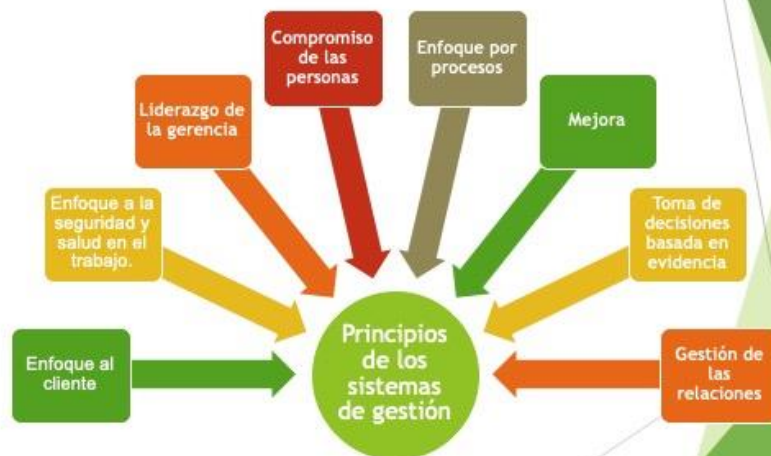 Compromiso
de las
personas
Enfoque por
procesos
Liderazgo de
la gerencia
Mejora
Enfoque a la
seguridad y
salud en el
trabajo.
Toma de
decisiones
basada en
evidencia
Enfoque al
cliente
Principios
de los
sistemas
de gestión
Gestión de
las
relaciones